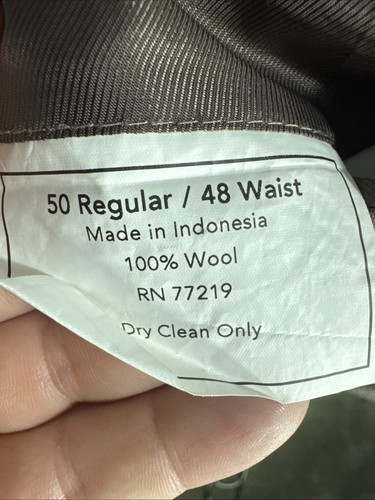 50 Regular / 48 Waist
Made in Indonesia
100% Wool
RN 77219
Dry Clean Only